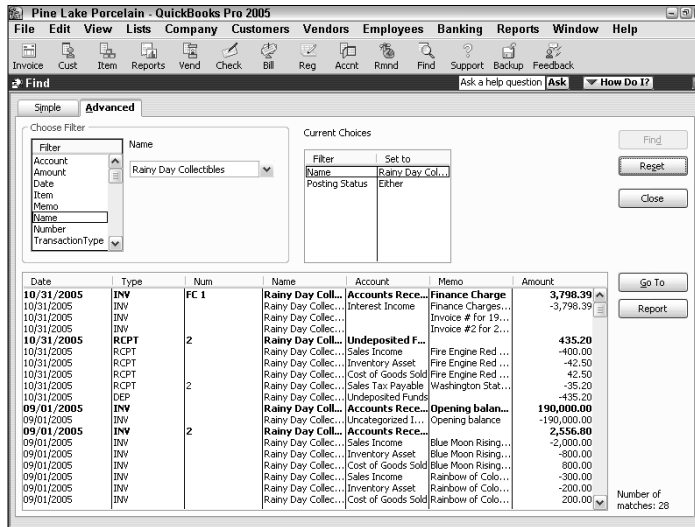 Pine Lake Porcelain - QuickBooks Pro 2005
File Edit View Lists Company Customers Vendors Employees Banking Reports Window Help
Invoice Cust Item Reports Vend Check Bill Reg Accnt Rmnd Find Support Backup Feedback
Find Ask a help question Ask How Do I?
Simple Advanced
Choose Filter
Filter
Account
Amount
Date
Item
Memo
Name
Number
TransactionType
Name
Rainy Day Collectibles
Current Choices
Filter Set to
Name Rainy Day Col...
Posting Status Either
Find
Reset
Close
Go To
Report
Date Type Num Name Account Memo Amount
10/31/2005 INV FC 1 Rainy Day Coll... Accounts Rece... Finance Charge 3,798.39
10/31/2005 INV Rainy Day Collec... Interest Income Finance Charges... -3,798.39
10/31/2005 INV Rainy Day Collec... Invoice # for 19...
10/31/2005 INV Rainy Day Collec... Invoice #2 for 2...
10/31/2005 RCPT 2 Rainy Day Coll... Undeposited F... 435.20
10/31/2005 RCPT Rainy Day Collec... Sales Income Fire Engine Red ... -400.00
10/31/2005 RCPT Rainy Day Collec... Inventory Asset Fire Engine Red ... -42.50
10/31/2005 RCPT Rainy Day Collec... Cost of Goods Sold Fire Engine Red ... 42.50
10/31/2005 RCPT 2 Rainy Day Collec... Sales Tax Payable Washington Stat... -35.20
10/31/2005 DEP Rainy Day Collec... Undeposited Funds -435.20
09/01/2005 INV Rainy Day Coll... Accounts Rece... Opening balan... 190,000.00
09/01/2005 INV Rainy Day Collec... Uncategorized I... Opening balance -190,000.00
09/01/2005 INV 2 Rainy Day Coll... Accounts Rece... 2,556.80
09/01/2005 INV Rainy Day Collec... Sales Income Blue Moon Rising... -2,000.00
09/01/2005 INV Rainy Day Collec... Inventory Asset Blue Moon Rising... -800.00
09/01/2005 INV Rainy Day Collec... Cost of Goods Sold Blue Moon Rising... 800.00
09/01/2005 INV Rainy Day Collec... Sales Income Rainbow of Colo... -300.00
09/01/2005 INV Rainy Day Collec... Inventory Asset Rainbow of Colo... -200.00
09/01/2005 INV Rainy Day Collec... Cost of Goods Sold Rainbow of Colo... 200.00
Number of
matches: 28